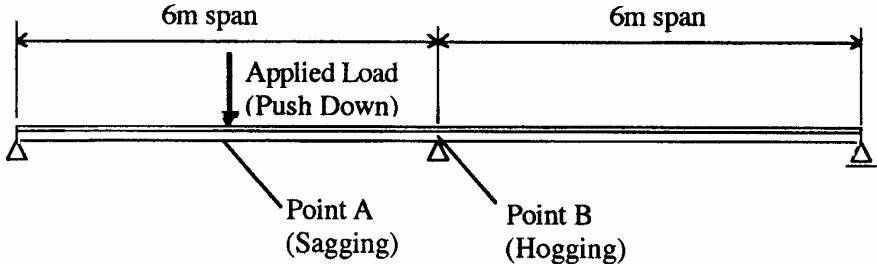 6m span
6m span
Applied Load
(Push Down)
Point A
(Sagging)
Point B
(Hogging)